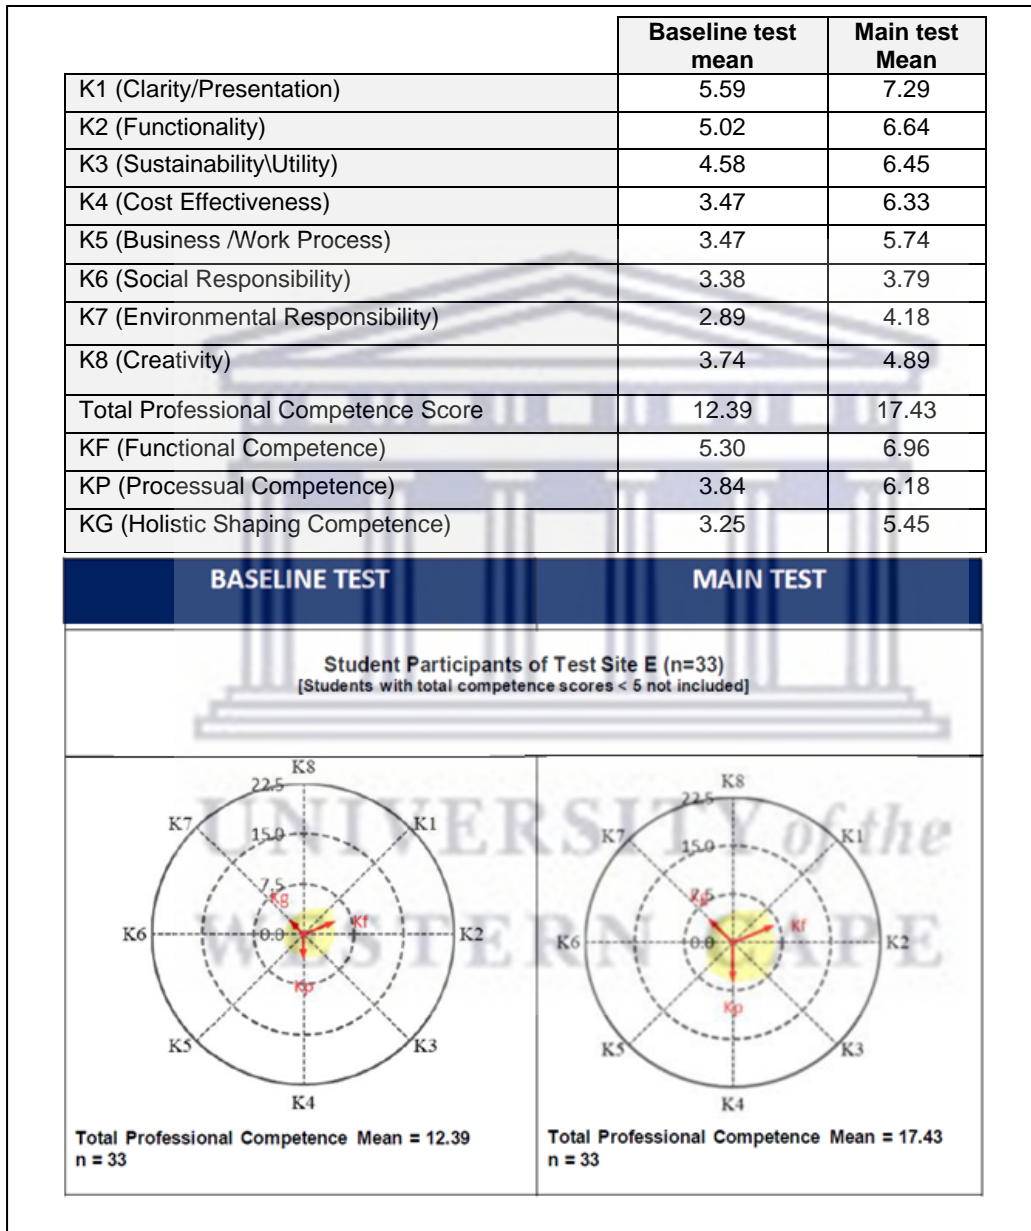 Baseline test mean Main test Mean
K1 (Clarity/Presentation) 5.59 7.29
K2 (Functionality) 5.02 6.64
K3 (Sustainability\Utility) 4.58 6.45
K4 (Cost Effectiveness) 3.47 6.33
K5 (Business /Work Process) 3.47 5.74
K6 (Social Responsibility) 3.38 3.79
K7 (Environmental Responsibility) 2.89 4.18
K8 (Creativity) 3.74 4.89
Total Professional Competence Score 12.39 17.43
KF (Functional Competence) 5.30 6.96
KP (Processual Competence) 3.84 6.18
KG (Holistic Shaping Competence) 3.25 5.45
BASELINE TEST MAIN TEST
Student Participants of Test Site E (n=33)
[Students with total competence scores < 5 not included]
K8
22.5
K7 K1
15.0
7.5
Kg
Kf
K6 0.0 K2
Kp
K5 K3
K4
Total Professional Competence Mean = 12.39
n = 33
K8
22.5
K7 K1
15.0
7.5
Kg
Kf
K6 0.0 K2
Kp
K5 K3
K4
Total Professional Competence Mean = 17.43
n = 33
UNIVERSITY of the
WESTERN CAPE